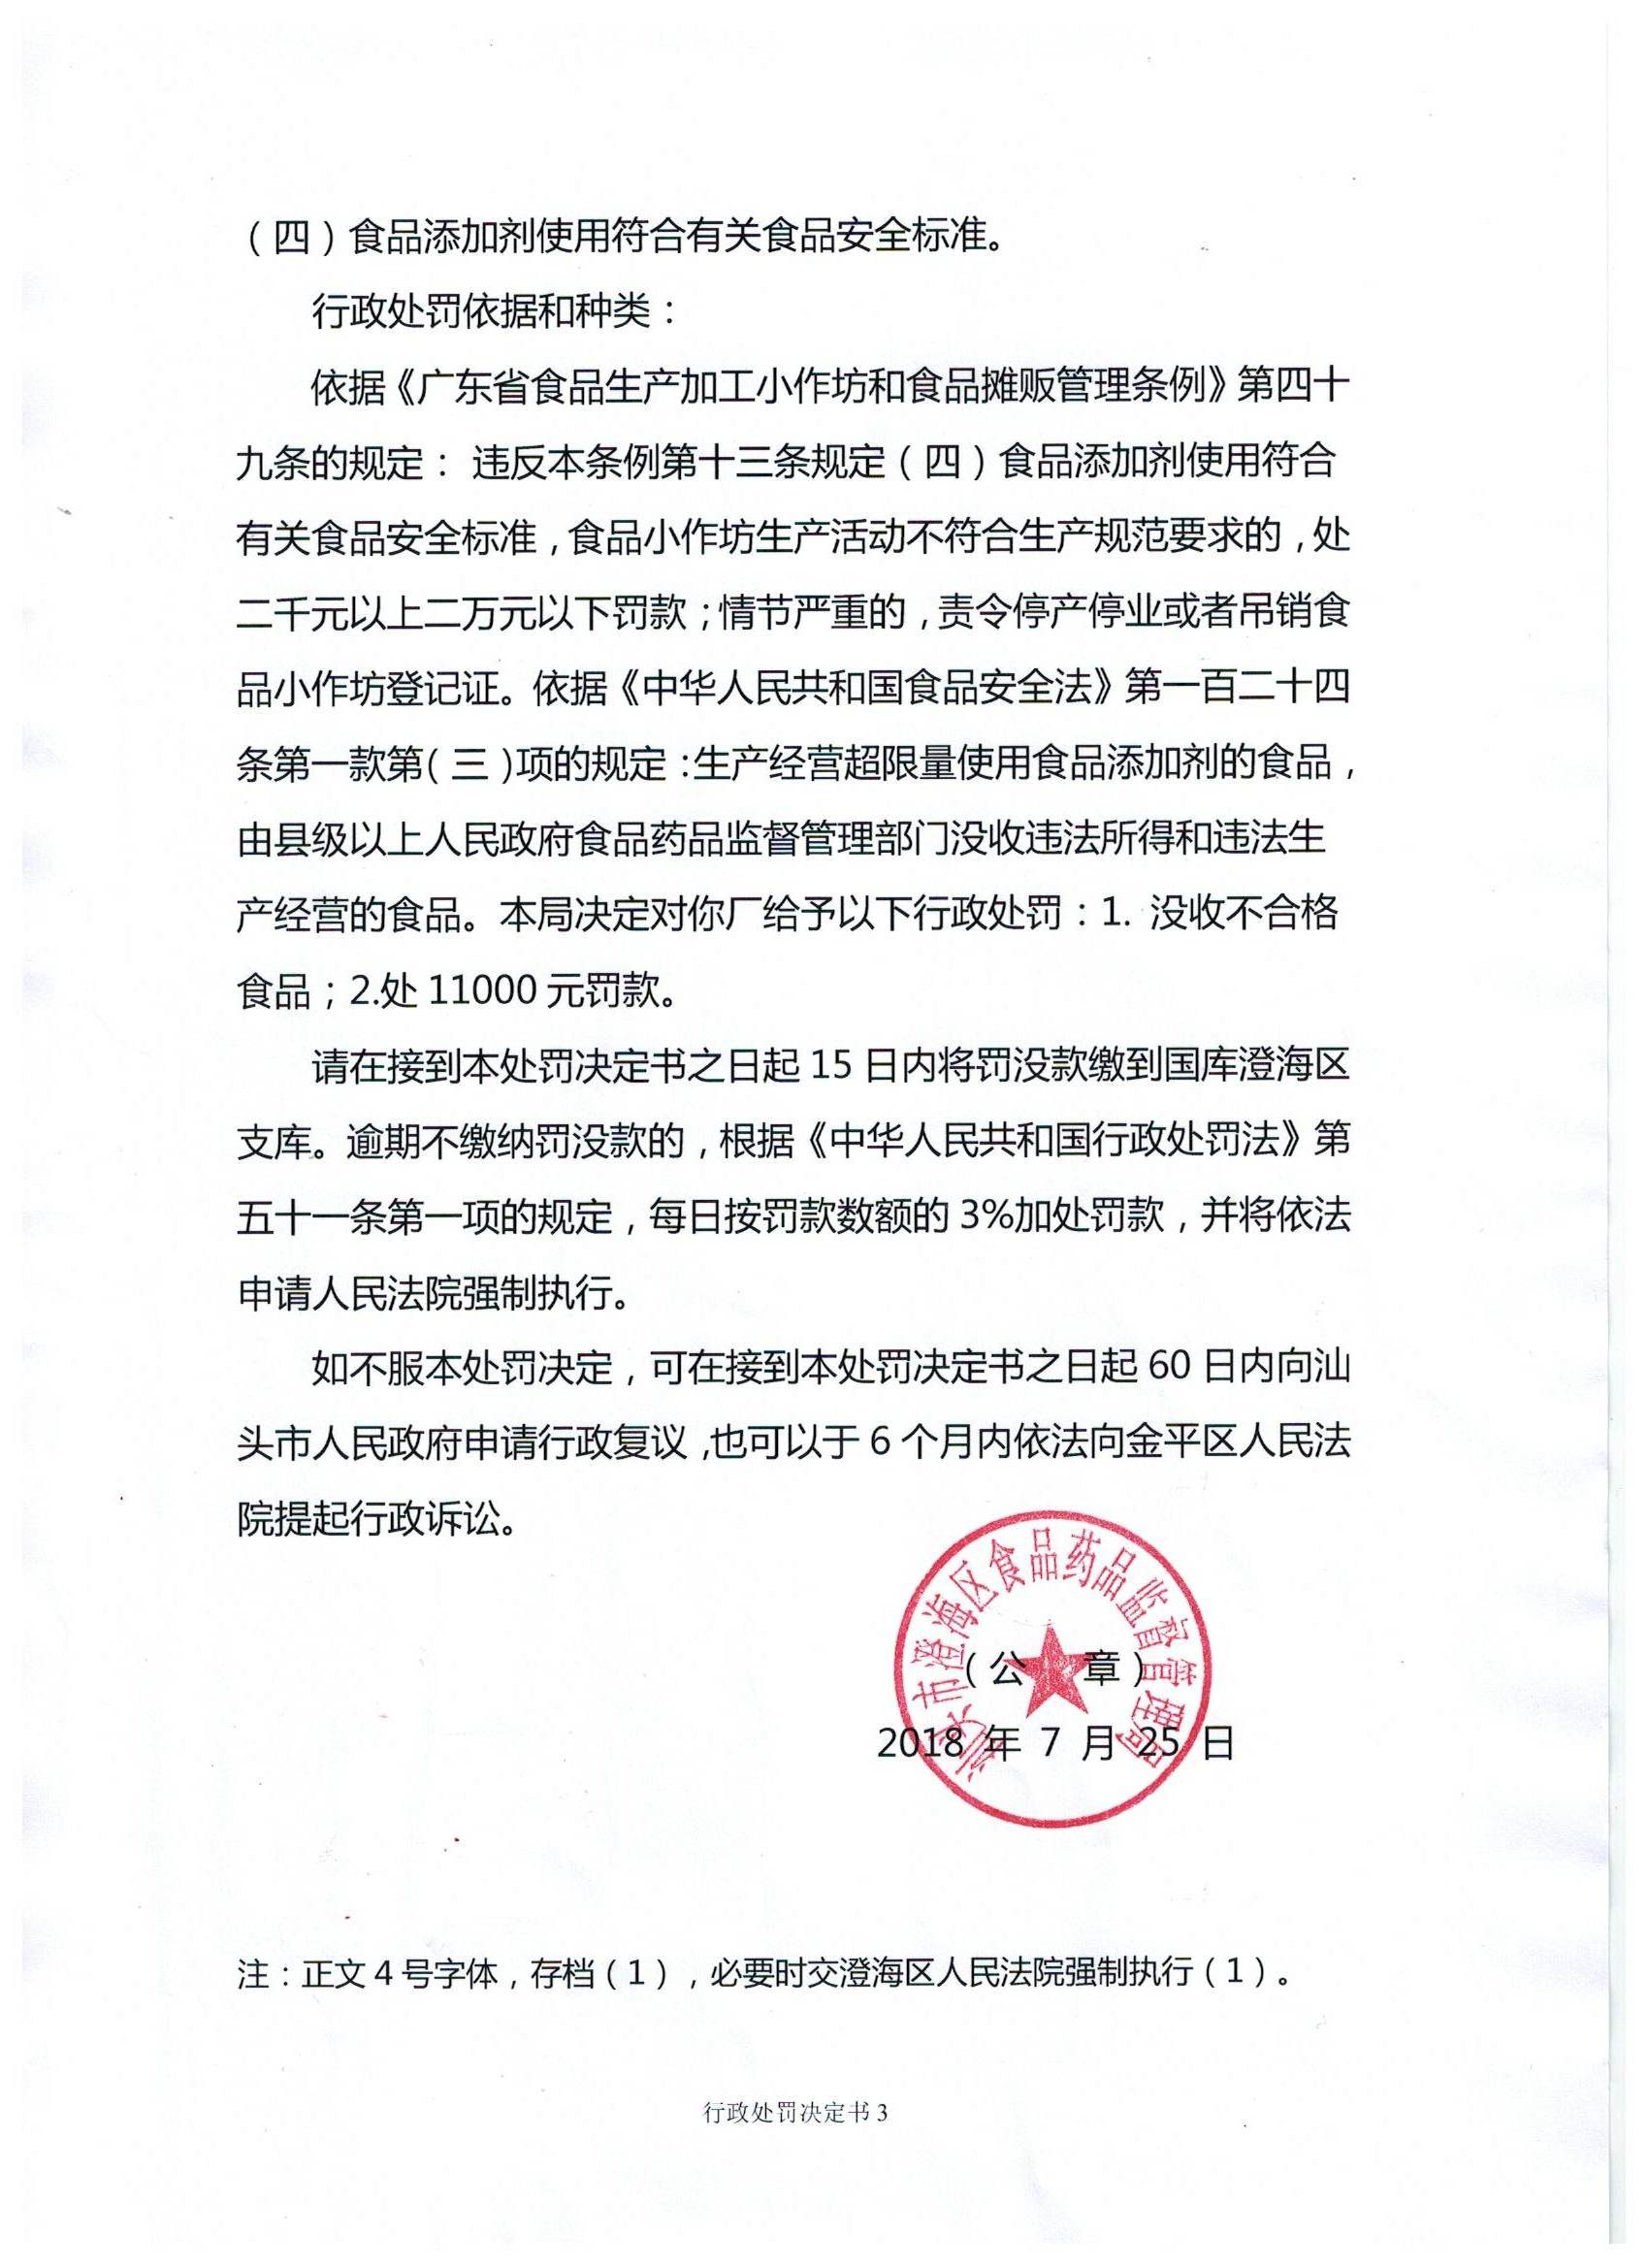 （四）食品添加剂使用符合有关食品安全标准。
行政处罚依据和种类：
依据《广东省食品生产加工小作坊和食品摊贩管理条例》第四十
九条的规定： 违反本条例第十三条规定（四）食品添加剂使用符合
有关食品安全标准，食品小作坊生产活动不符合生产规范要求的，处
二千元以上二万元以下罚款；情节严重的，责令停产停业或者吊销食
品小作坊登记证。依据《中华人民共和国食品安全法》第一百二十四
条第一款第（三）项的规定：生产经营超限量使用食品添加剂的食品，
由县级以上人民政府食品药品监督管理部门没收违法所得和违法生
产经营的食品。本局决定对你厂给予以下行政处罚：1. 没收不合格
食品；2.处 11000 元罚款。
请在接到本处罚决定书之日起 15 日内将罚没款缴到国库澄海区
支库。逾期不缴纳罚没款的，根据《中华人民共和国行政处罚法》第
五十一条第一项的规定，每日按罚款数额的 3%加处罚款，并将依法
申请人民法院强制执行。
如不服本处罚决定，可在接到本处罚决定书之日起 60 日内向汕
头市人民政府申请行政复议，也可以于 6 个月内依法向金平区人民法
院提起行政诉讼。
汕头市澄海区食品药品监督管理局
（公 章）
2018 年 7 月 25 日
注：正文 4 号字体，存档（1），必要时交澄海区人民法院强制执行（1）。
行政处罚决定书 3